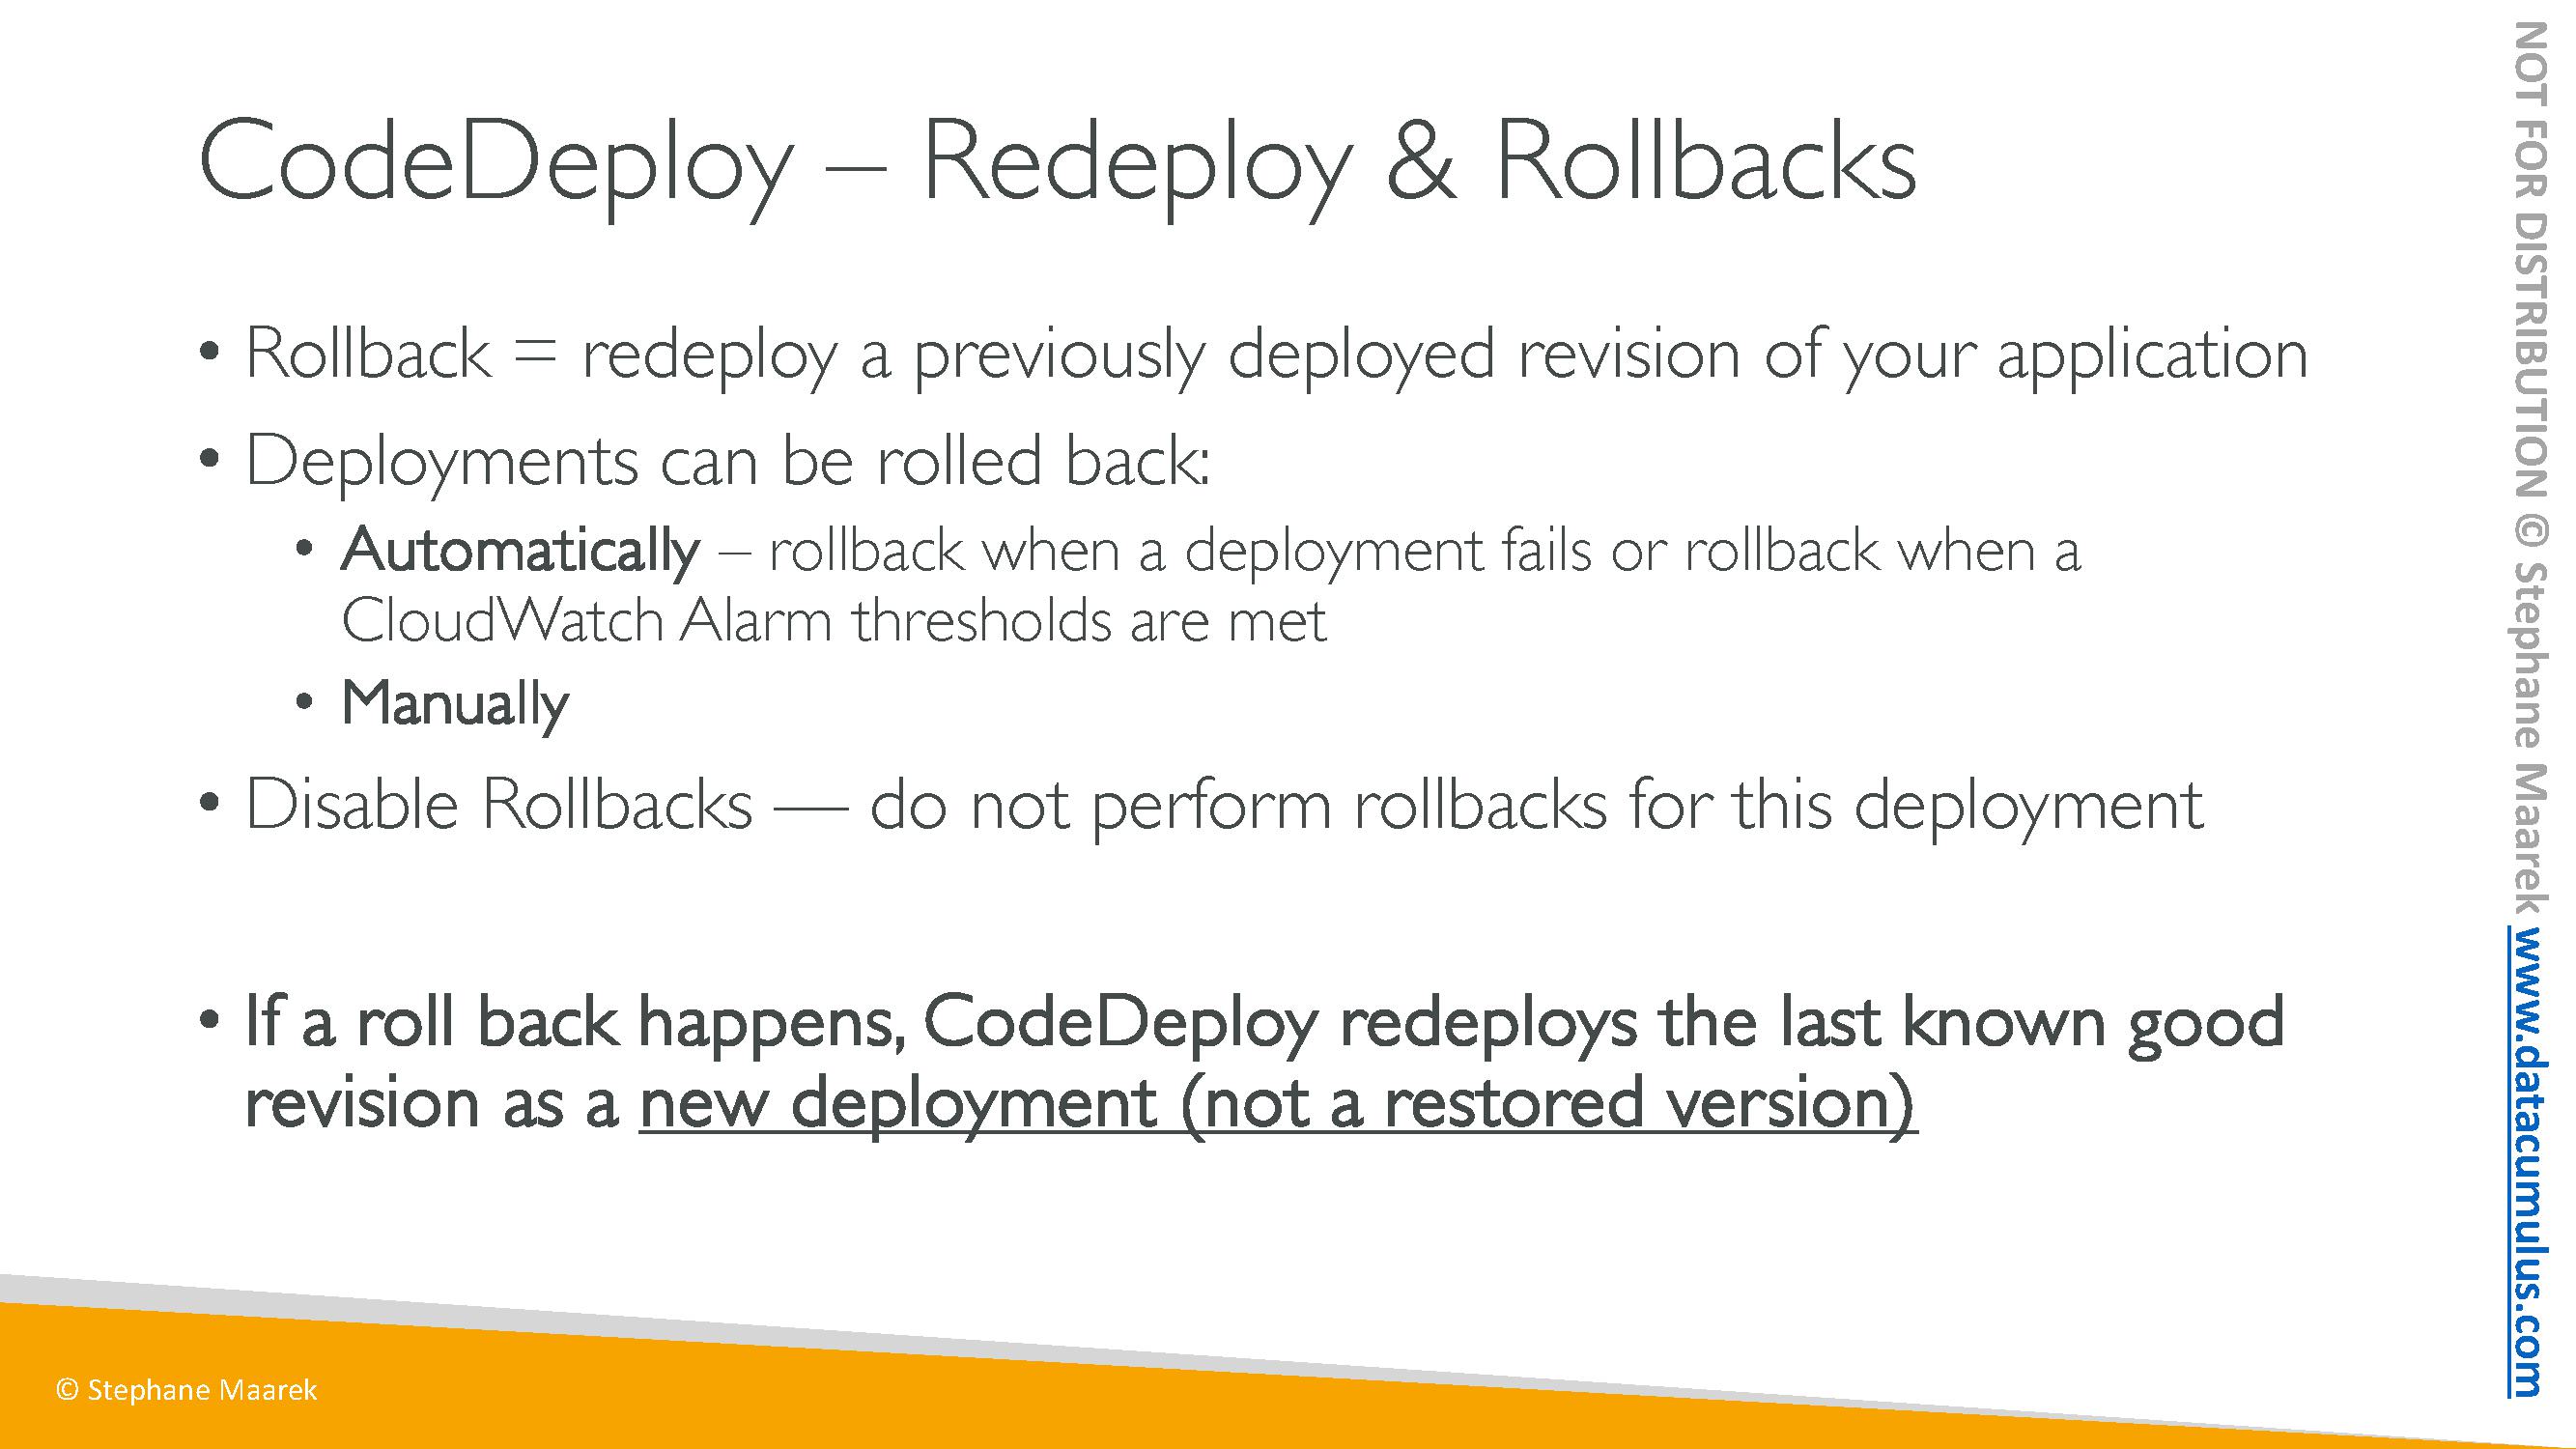 CodeDeploy – Redeploy & Rollbacks
• Rollback = redeploy a previously deployed revision of your application
• Deployments can be rolled back:
• Automatically – rollback when a deployment fails or rollback when a
CloudWatch Alarm thresholds are met
• Manually
• Disable Rollbacks — do not perform rollbacks for this deployment
• If a roll back happens, CodeDeploy redeploys the last known good
revision as a new deployment (not a restored version)
© Stephane Maarek
NOT FOR DISTRIBUTION © Stephane Maarek www.datacumulus.com